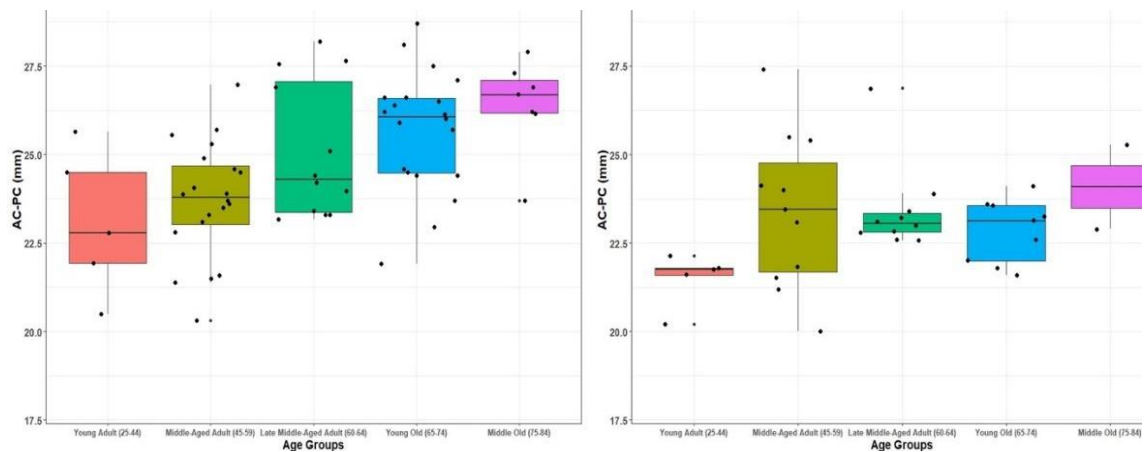 AC-PC (mm)
27.5
25.0
22.5
20.0
17.5
Young Adult (25-44) Middle-Aged Adult (45-59) Late Middle-Aged Adult (60-64) Young Old (65-74) Middle Old (75-84)
Age Groups
AC-PC (mm)
27.5
25.0
22.5
20.0
17.5
Young Adult (25-44) Middle-Aged Adult (45-59) Late Middle-Aged Adult (60-64) Young Old (65-74) Middle Old (75-84)
Age Groups